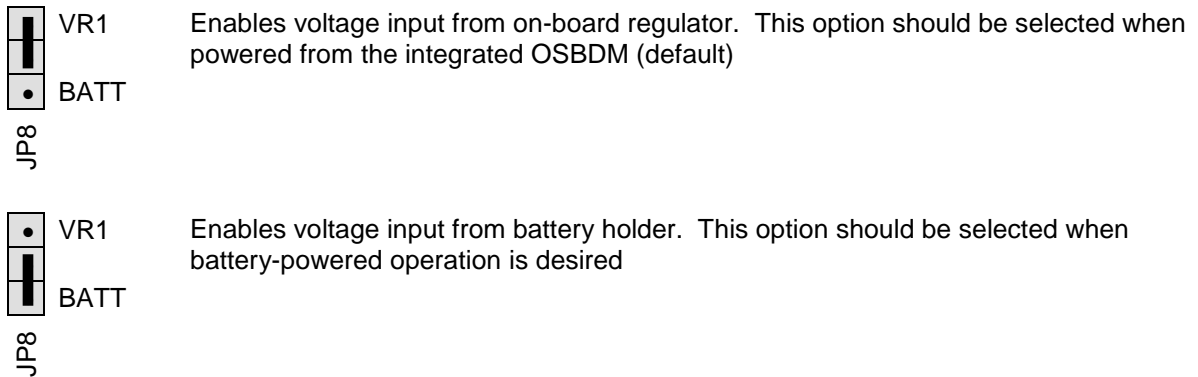 VR1 Enables voltage input from on-board regulator. This option should be selected when
powered from the integrated OSBDM (default)
BATT
JP8
VR1 Enables voltage input from battery holder. This option should be selected when
battery-powered operation is desired
BATT
JP8